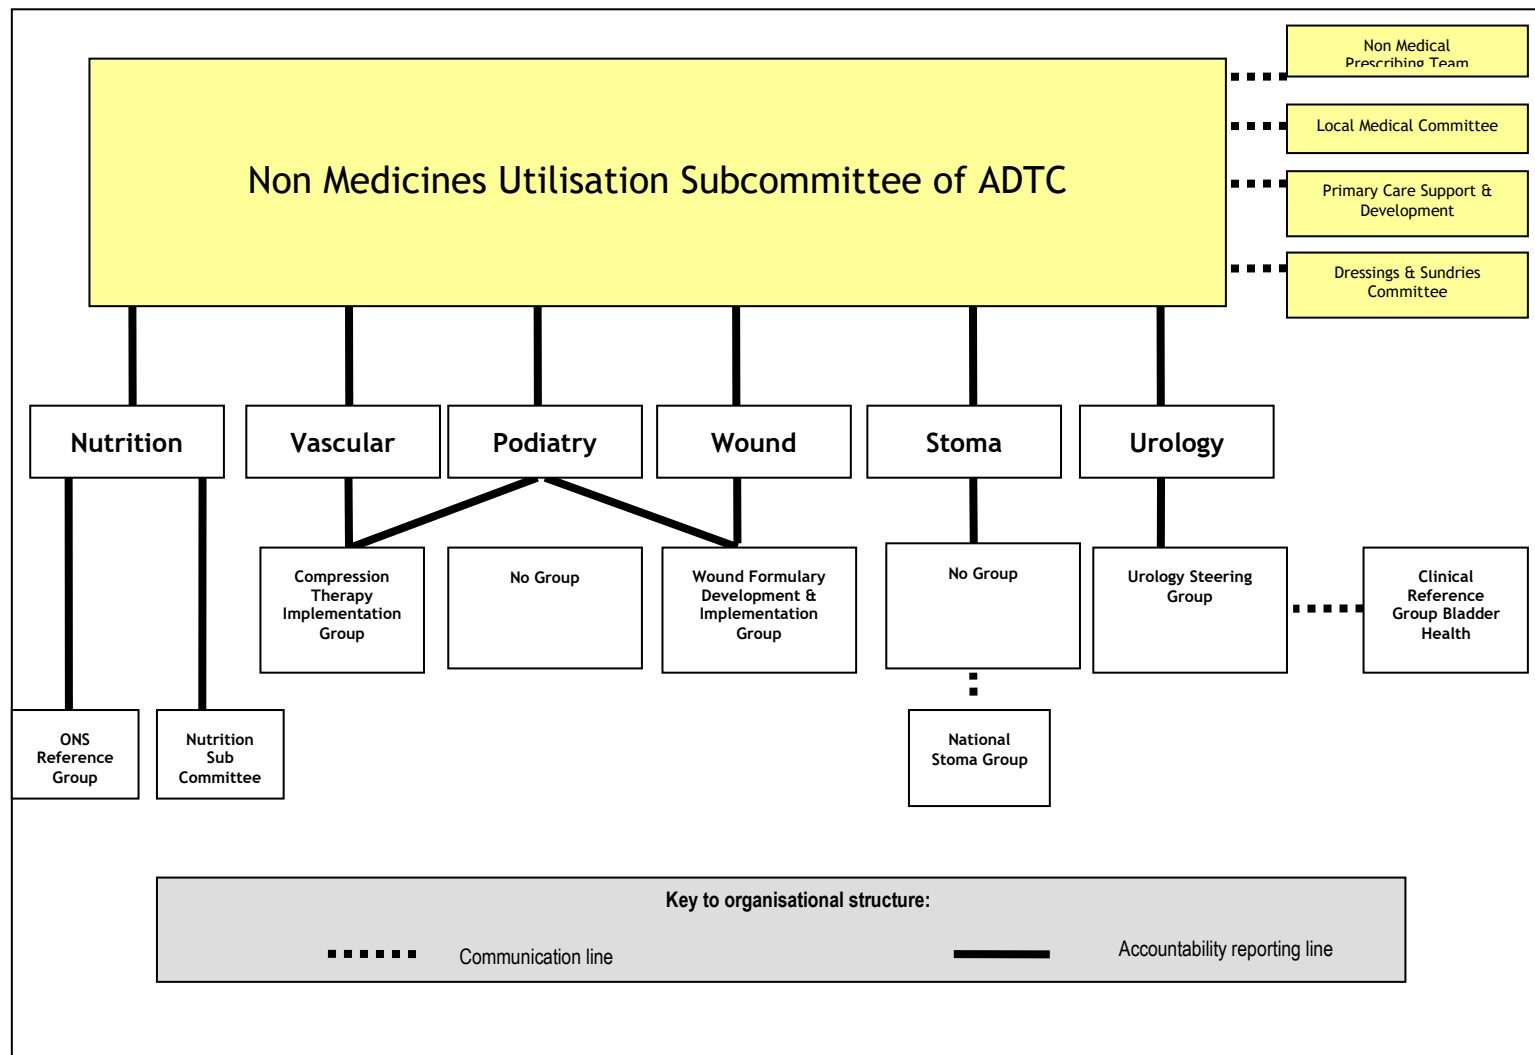 Non Medical
Prescribing Team
Non Medicines Utilisation Subcommittee of ADTC
Local Medical Committee
Primary Care Support &
Development
Dressings & Sundries
Committee
Nutrition
Vascular
Podiatry
Wound
Stoma
Urology
Compression
Therapy
Implementation
Group
No Group
Wound Formulary
Development &
Implementation
Group
No Group
Urology Steering
Group
Clinical
Reference
Group Bladder
Health
ONS
Reference
Group
Nutrition
Sub
Committee
National
Stoma Group
Key to organisational structure:
Communication line
Accountability reporting line